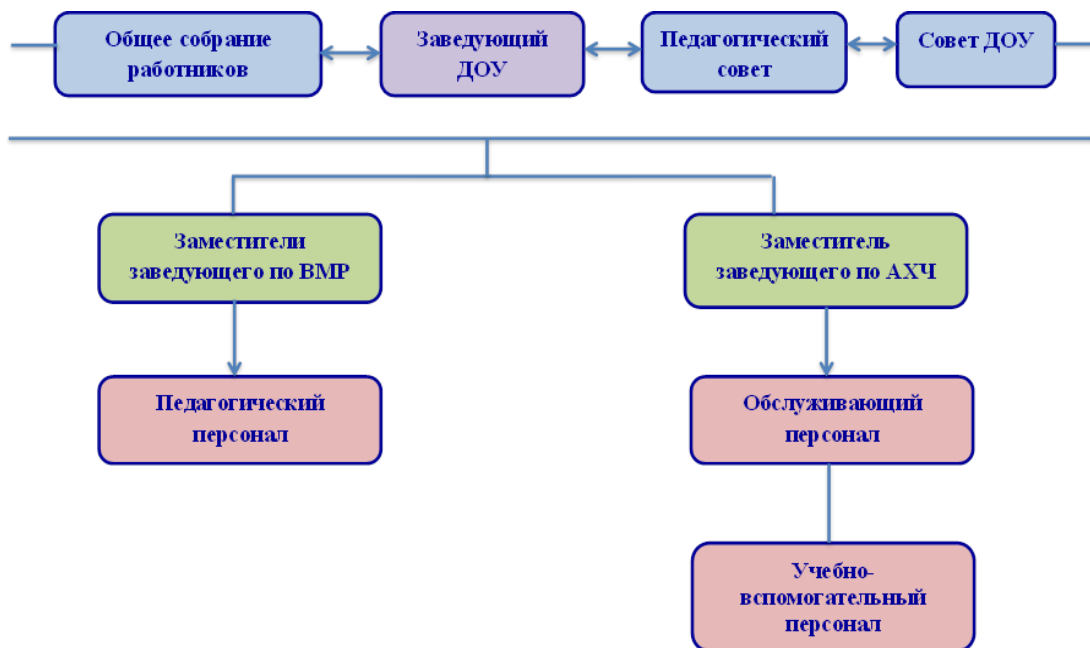 Общее собрание
работников
Заведующий
ДОУ
Педагогический
совет
Совет ДОУ
Заместители
заведующего по ВМР
Заместитель
заведующего по АХЧ
Педагогический
персонал
Обслуживающий
персонал
Учебно-
вспомогательный
персонал